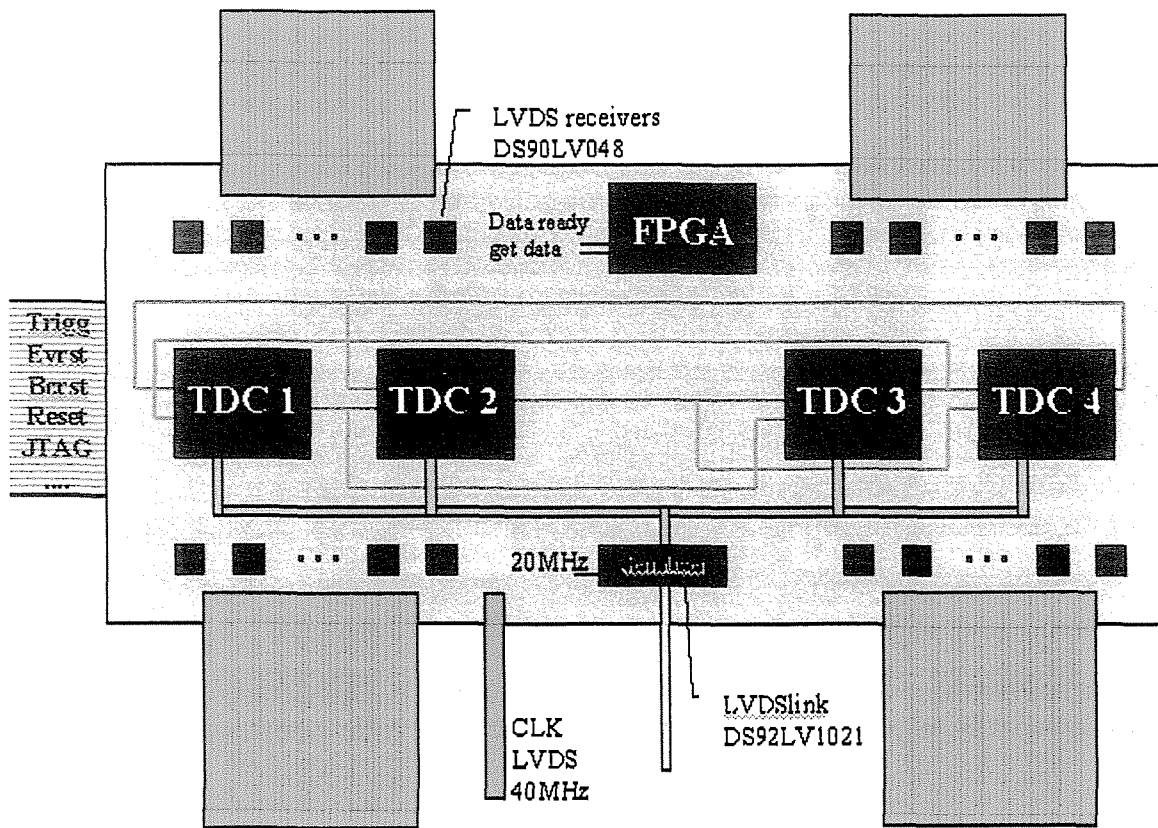 LVDS receivers
DS90LV048
Data ready
get data
FPGA
Trigg
Evrst
Bcrst
Reset
JTAG
....
TDC 1
TDC 2
TDC 3
TDC 4
...
...
...
...
20MHz
CLK
LVDS
40MHz
LVDSlink
DS92LV1021